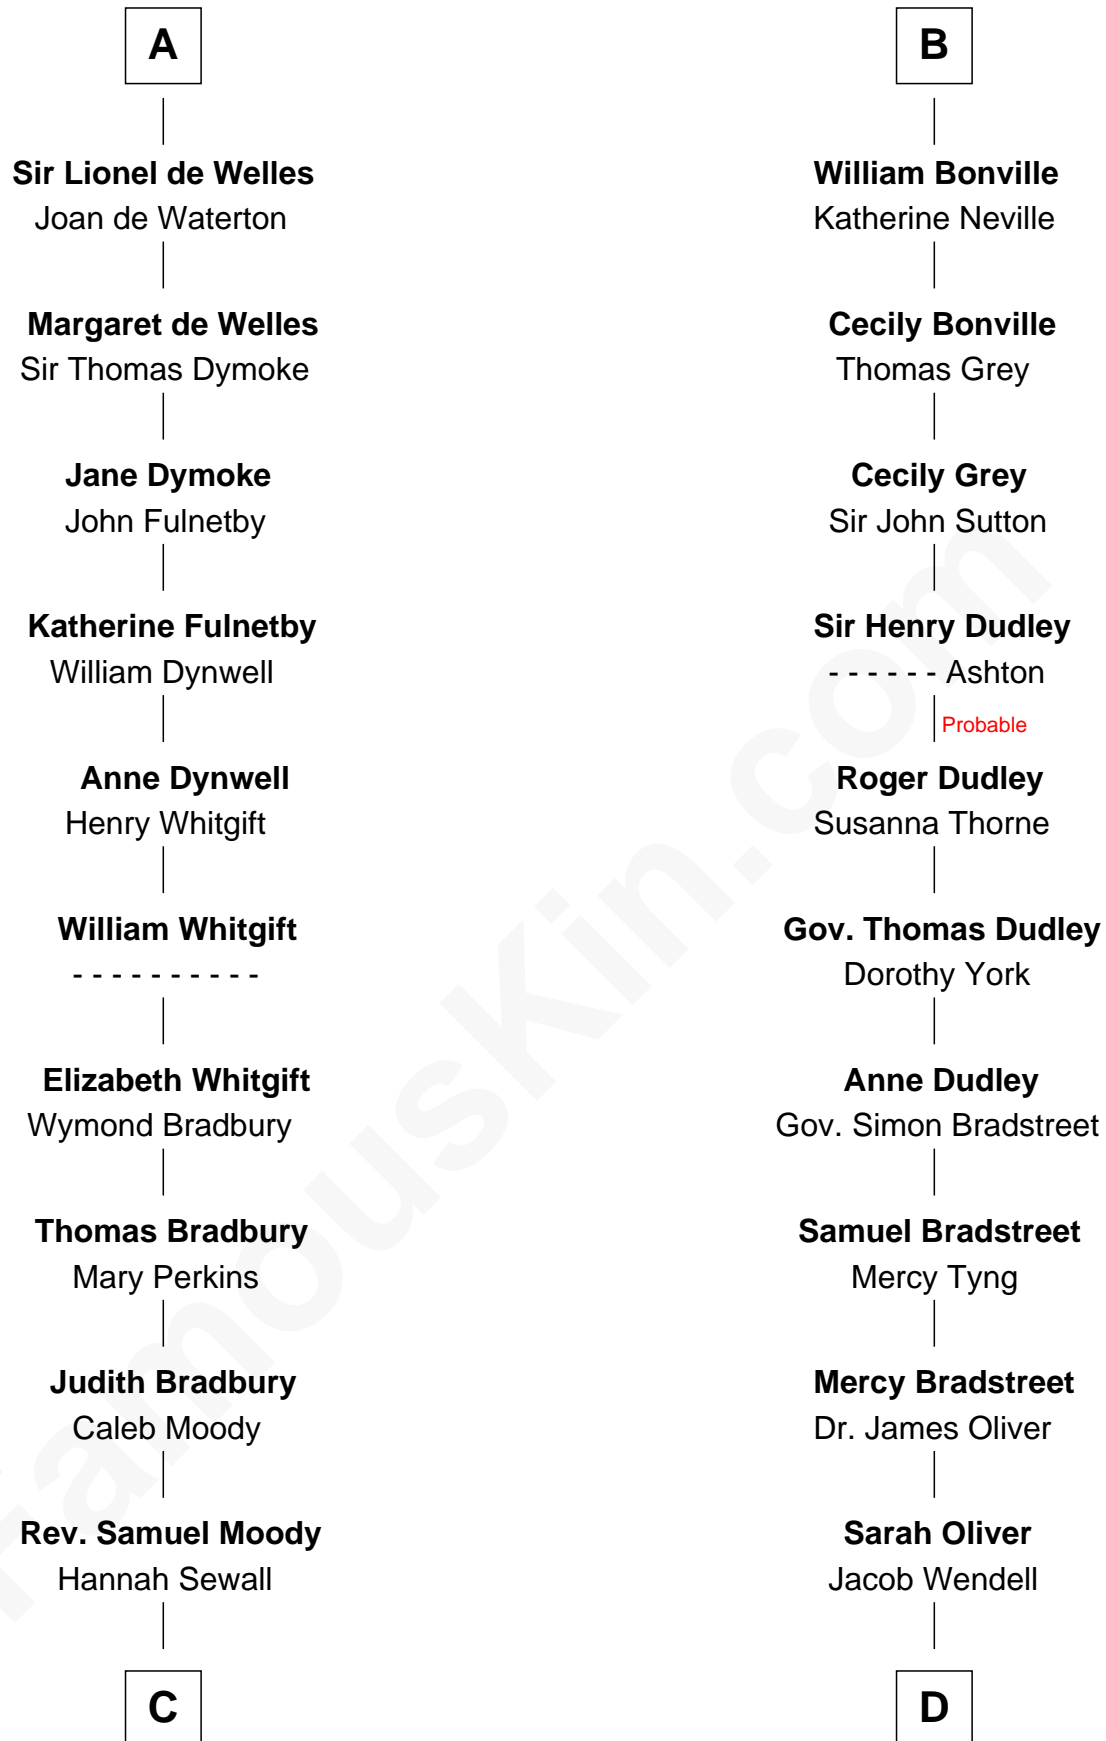 A
Sir Lionel de Welles
Joan de Waterton
Margaret de Welles
Sir Thomas Dymoke
Jane Dymoke
John Fulnetby
Katherine Fulnetby
William Dynwell
Anne Dynwell
Henry Whitgift
William Whitgift
- - - - - - - - - -
Elizabeth Whitgift
Wymond Bradbury
Thomas Bradbury
Mary Perkins
Judith Bradbury
Caleb Moody
Rev. Samuel Moody
Hannah Sewall
C
B
William Bonville
Katherine Neville
Cecily Bonville
Thomas Grey
Cecily Grey
Sir John Sutton
Sir Henry Dudley
- - - - - - Ashton
Probable
Roger Dudley
Susanna Thorne
Gov. Thomas Dudley
Dorothy York
Anne Dudley
Gov. Simon Bradstreet
Samuel Bradstreet
Mercy Tyng
Mercy Bradstreet
Dr. James Oliver
Sarah Oliver
Jacob Wendell
D
FamousKin.com